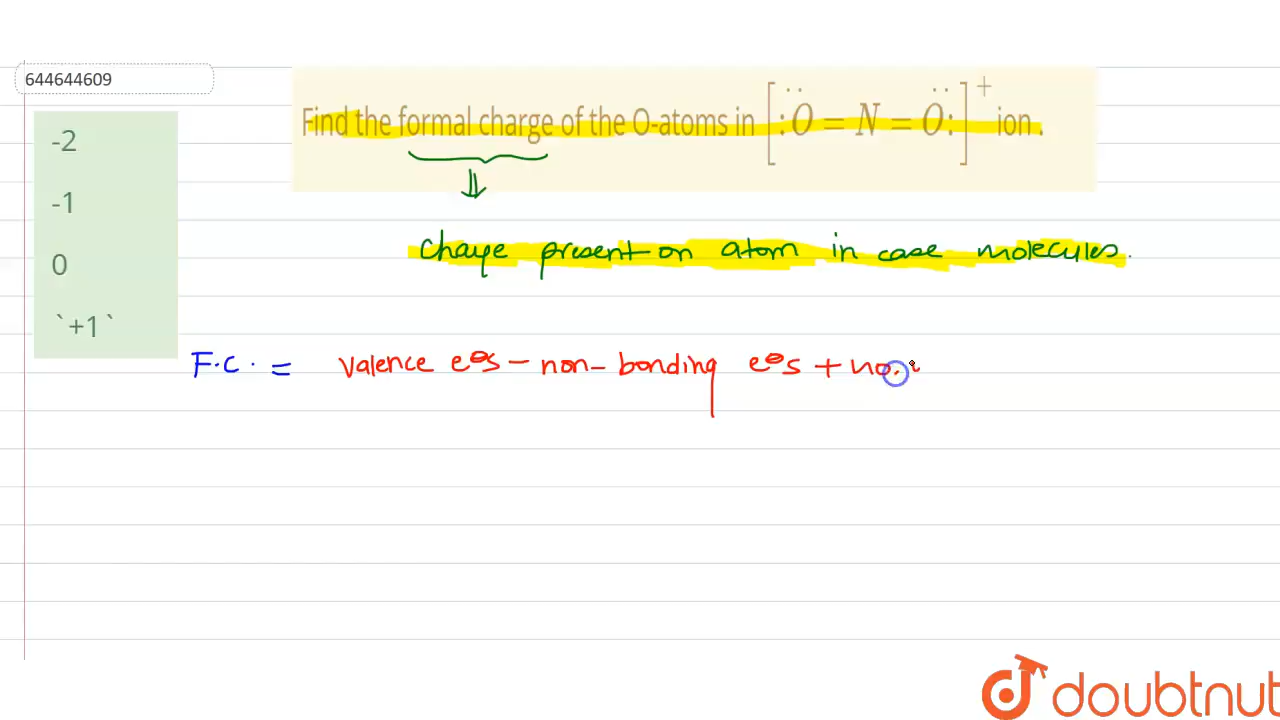 644644609
-2
-1
0
`+1`
Find the formal charge of the O-atoms in [:Ö = N = Ö:]⁺ ion.
⇓
Charge present on atom in case molecules.
F.C. = Valence e⊖s - non-bonding e⊖s + no.
doubtnut